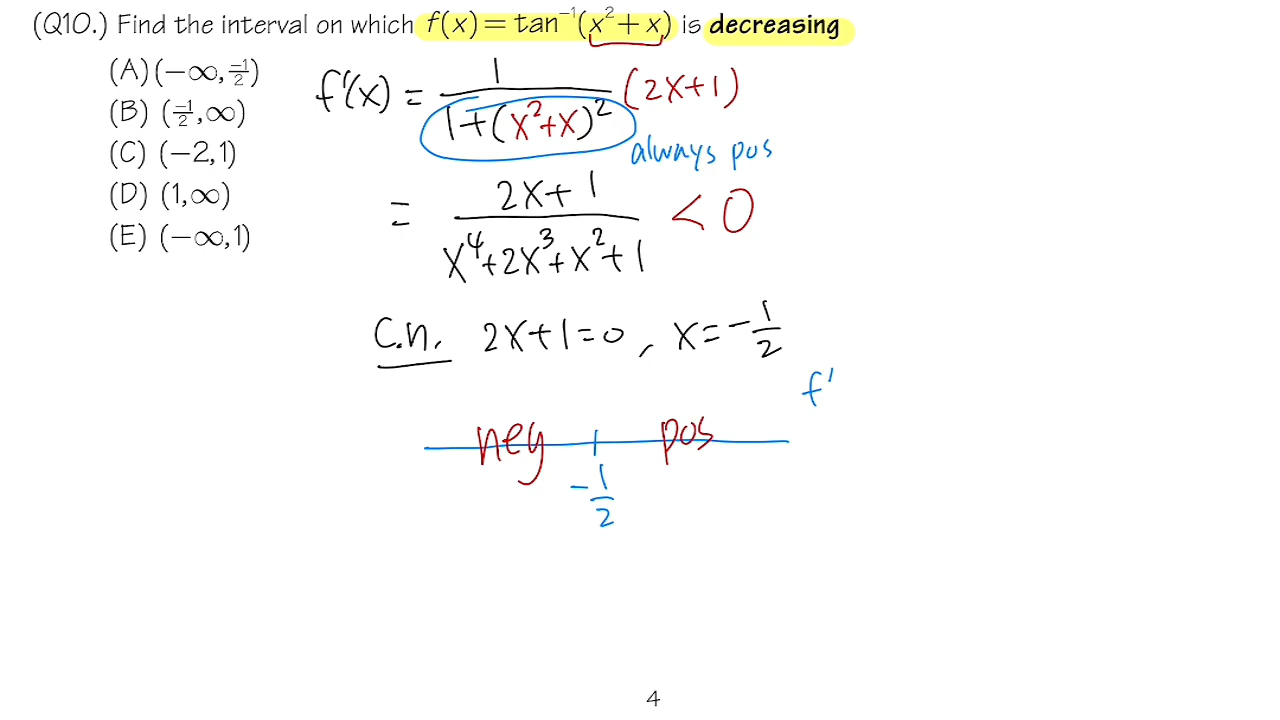 (Q10.) Find the interval on which f(x) = tan⁻¹(x² + x) is decreasing
(A) (−∞, −1/2)
(B) (−1/2, ∞)
(C) (−2, 1)
(D) (1, ∞)
(E) (−∞, 1)
f'(x) = 1/(1+(x²+x)²) (2x+1)
always pos
= (2x+1)/(x⁴+2x³+x²+1) < 0
C.n. 2x+1=0, x=−1/2
f'
neg pos
−1/2
4